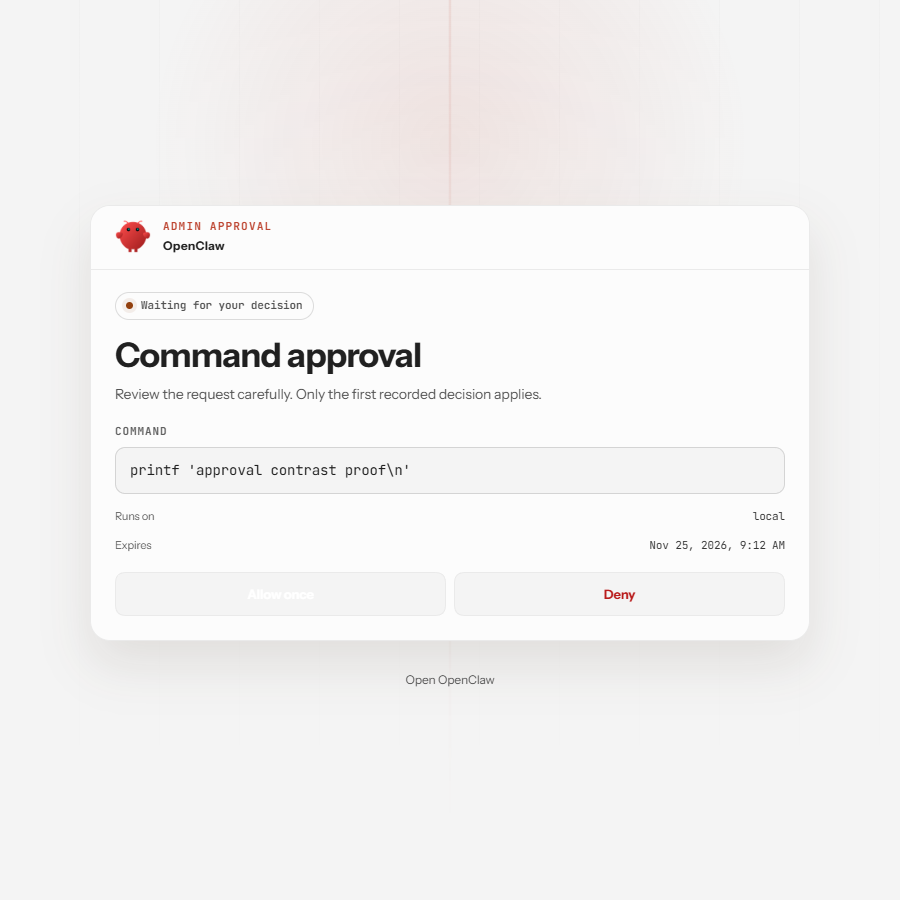 ADMIN APPROVAL
OpenClaw
Waiting for your decision
Command approval
Review the request carefully. Only the first recorded decision applies.
COMMAND
printf 'approval contrast proof\n'
Runs on local
Expires Nov 25, 2026, 9:12 AM
Allow once Deny
Open OpenClaw